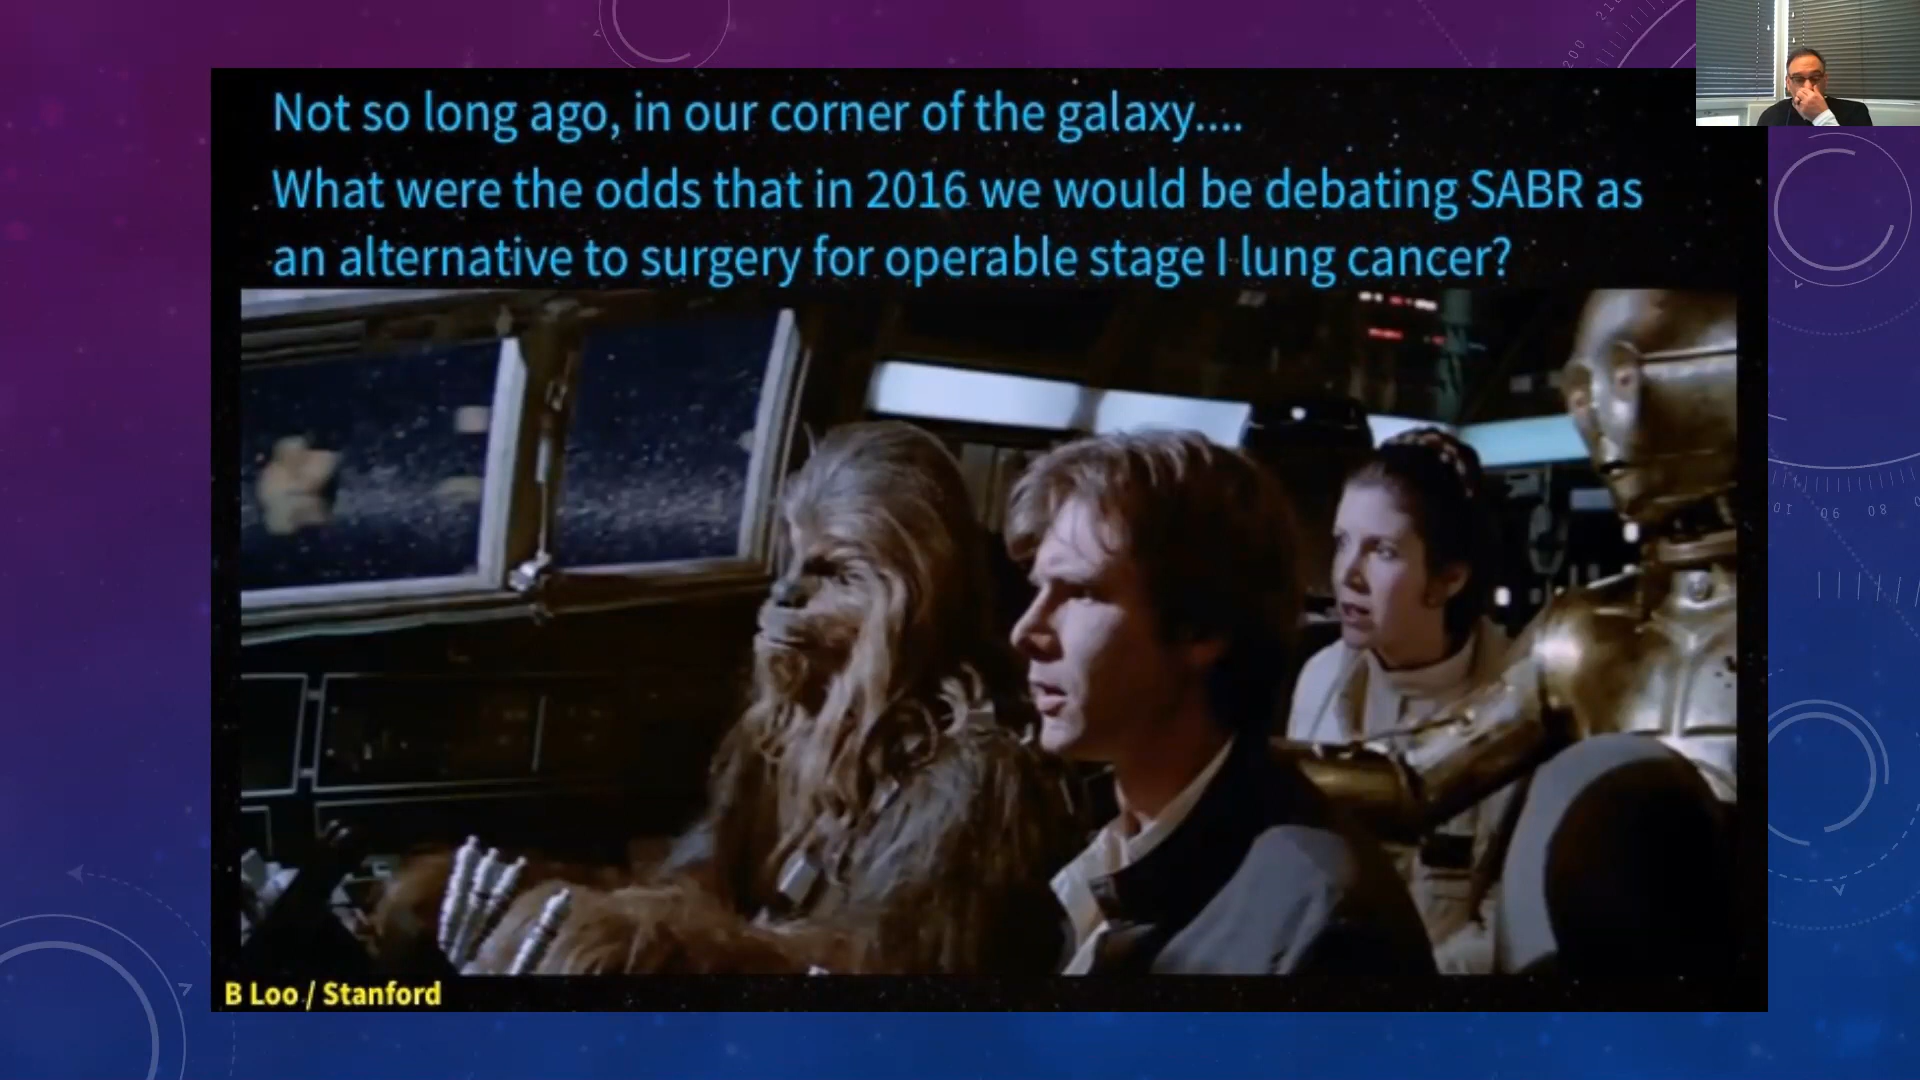 Not so long ago, in our corner of the galaxy....
What were the odds that in 2016 we would be debating SABR as
an alternative to surgery for operable stage I lung cancer?
B Loo / Stanford